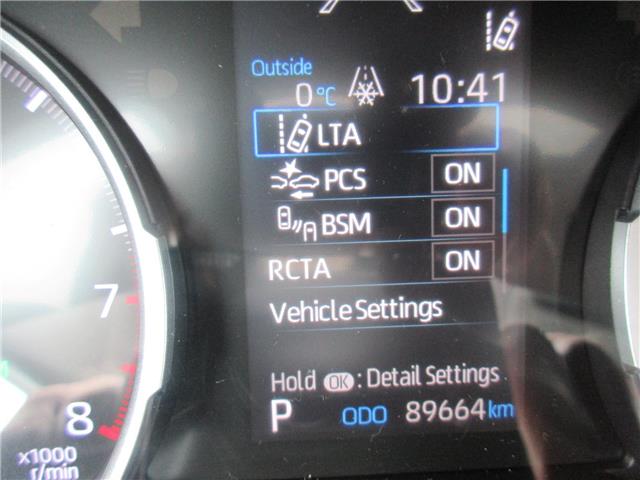 Outside
0°C 10:41
LTA
PCS ON
BSM ON
RCTA ON
Vehicle Settings
Hold OK : Detail Settings
P ODO 89664 km
7
8
x1000
r/min